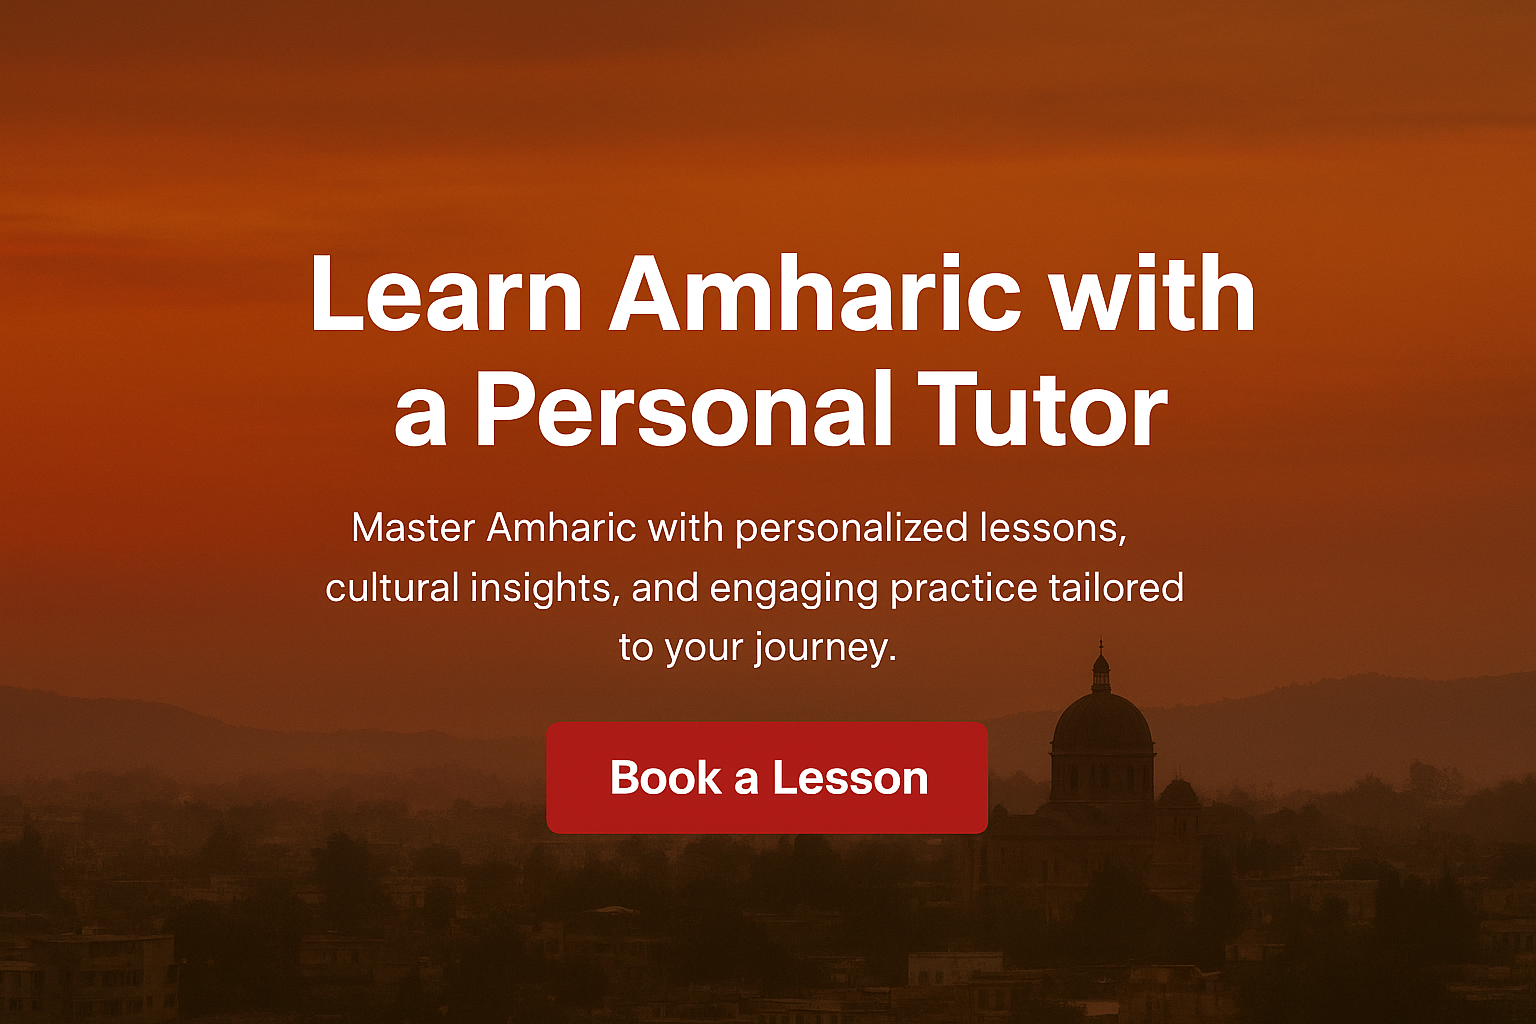 Learn Amharic with
a Personal Tutor
Master Amharic with personalized lessons,
cultural insights, and engaging practice tailored
to your journey.
Book a Lesson